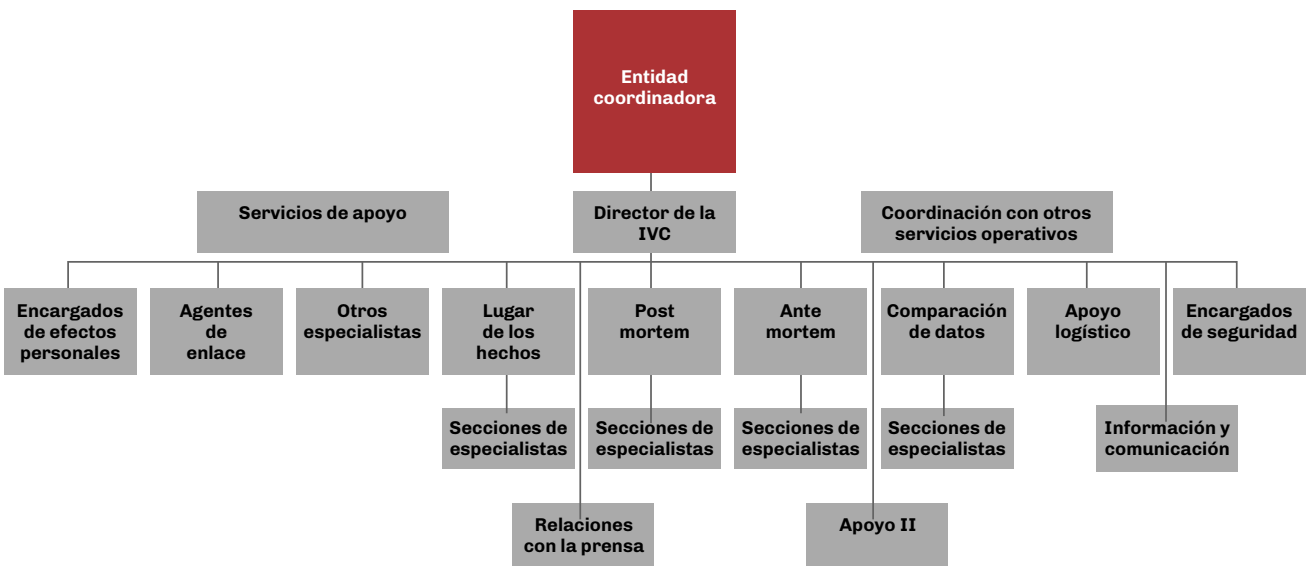 Entidad
coordinadora
Servicios de apoyo
Director de la
IVC
Coordinación con otros
servicios operativos
Encargados
de efectos
personales
Agentes
de
enlace
Otros
especialistas
Lugar
de los
hechos
Post
mortem
Ante
mortem
Comparación
de datos
Apoyo
logístico
Encargados
de seguridad
Secciones de
especialistas
Secciones de
especialistas
Secciones de
especialistas
Secciones de
especialistas
Información y
comunicación
Relaciones
con la prensa
Apoyo II